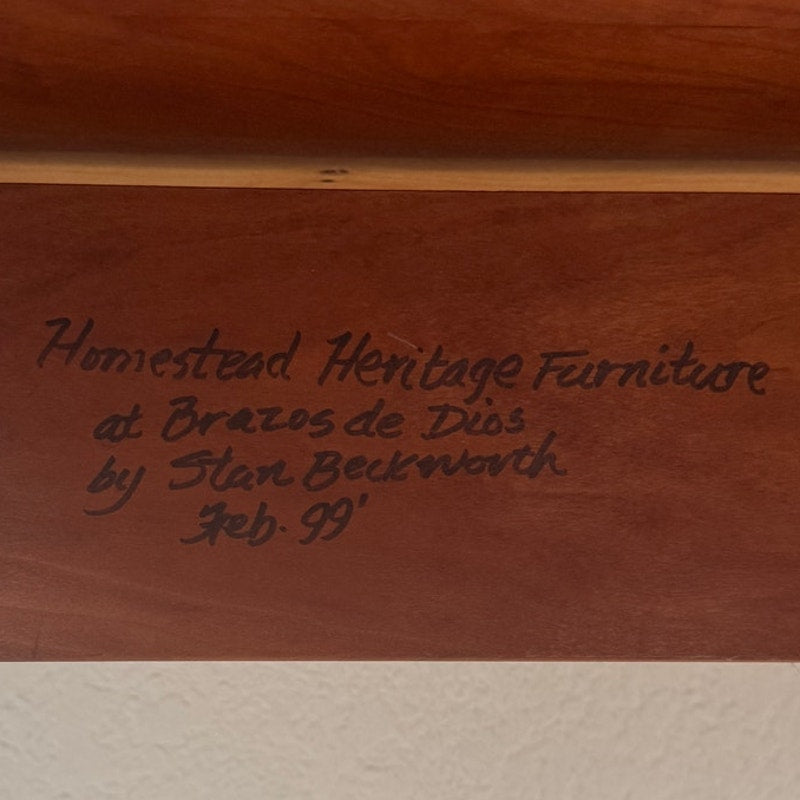 Homestead Heritage Furniture
at Brazos de Dios
by Stan Beckworth
Feb. 99'